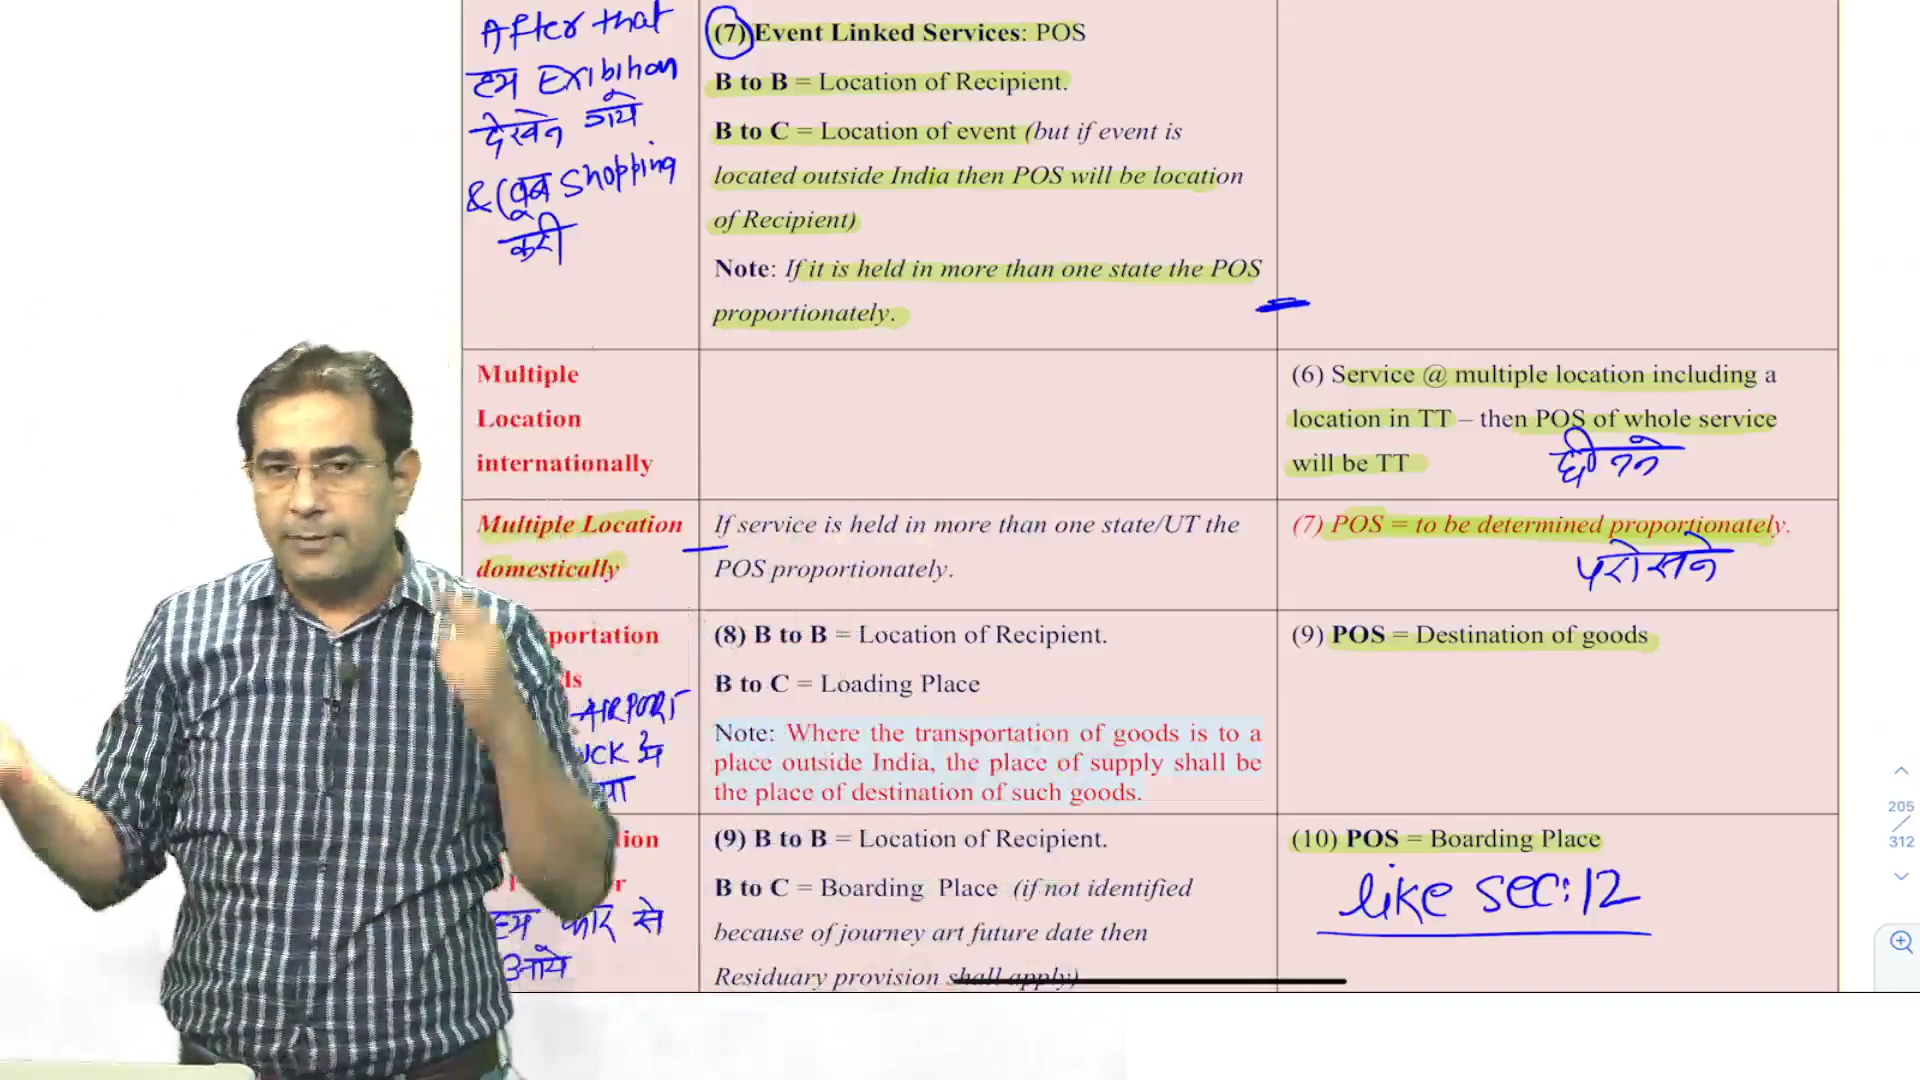 After that
हम Exibihan
देखने गये
& खूब Shopping
करी
(7) Event Linked Services: POS
B to B = Location of Recipient.
B to C = Location of event (but if event is
located outside India then POS will be location
of Recipient)
Note: If it is held in more than one state the POS
proportionately.
Multiple
Location
internationally
(6) Service @ multiple location including a
location in TT – then POS of whole service
will be TT
Multiple Location
domestically
If service is held in more than one state/UT the
POS proportionately.
(7) POS = to be determined proportionately.
परोसने
portation
ds
AIRPORT
UCK से
(8) B to B = Location of Recipient.
B to C = Loading Place
Note: Where the transportation of goods is to a
place outside India, the place of supply shall be
the place of destination of such goods.
(9) POS = Destination of goods
tion
r
हम कार से
आये
(9) B to B = Location of Recipient.
B to C = Boarding Place (if not identified
because of journey art future date then
Residuary provision shall apply)
(10) POS = Boarding Place
like sec:12
205
312